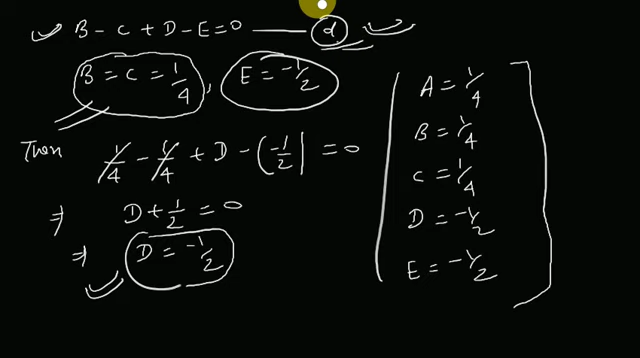 B - C + D - E = 0 — (d)
B = C = 1/4, E = -1/2
Then 1/4 - 1/4 + D - (-1/2) = 0
⇒ D + 1/2 = 0
⇒ D = -1/2
A = 1/4
B = 1/4
C = 1/4
D = -1/2
E = -1/2